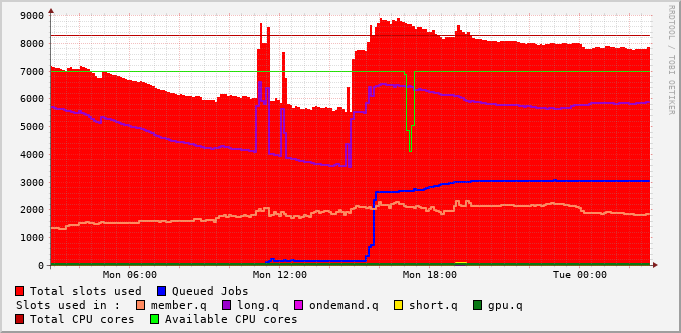 9000
8000
7000
6000
5000
4000
3000
2000
1000
0
Mon 06:00 Mon 12:00 Mon 18:00 Tue 00:00
Total slots used Queued Jobs
Slots used in : member.q long.q ondemand.q short.q gpu.q
Total CPU cores Available CPU cores
RRDTOOL / TOBI OETIKER